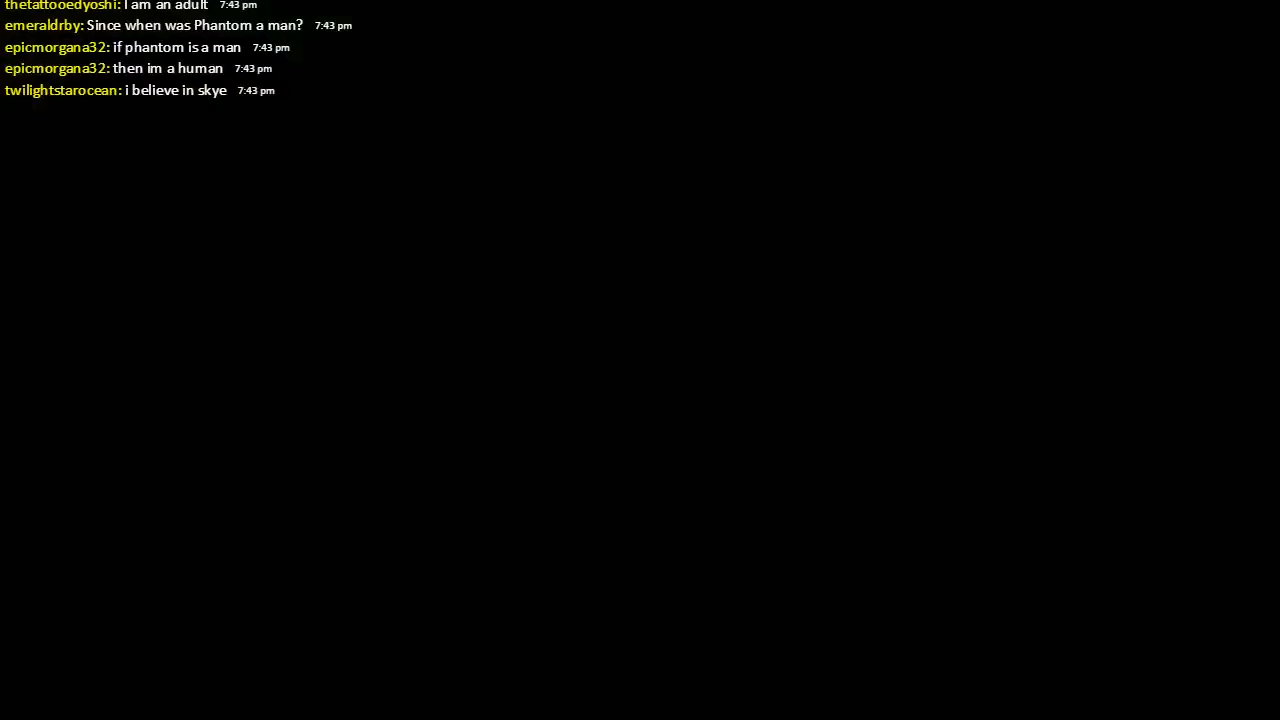 thetattooedyoshi: I am an adult 7:43 pm
emeraldrby: Since when was Phantom a man? 7:43 pm
epicmorgana32: if phantom is a man 7:43 pm
epicmorgana32: then im a human 7:43 pm
twilightstarocean: i believe in skye 7:43 pm